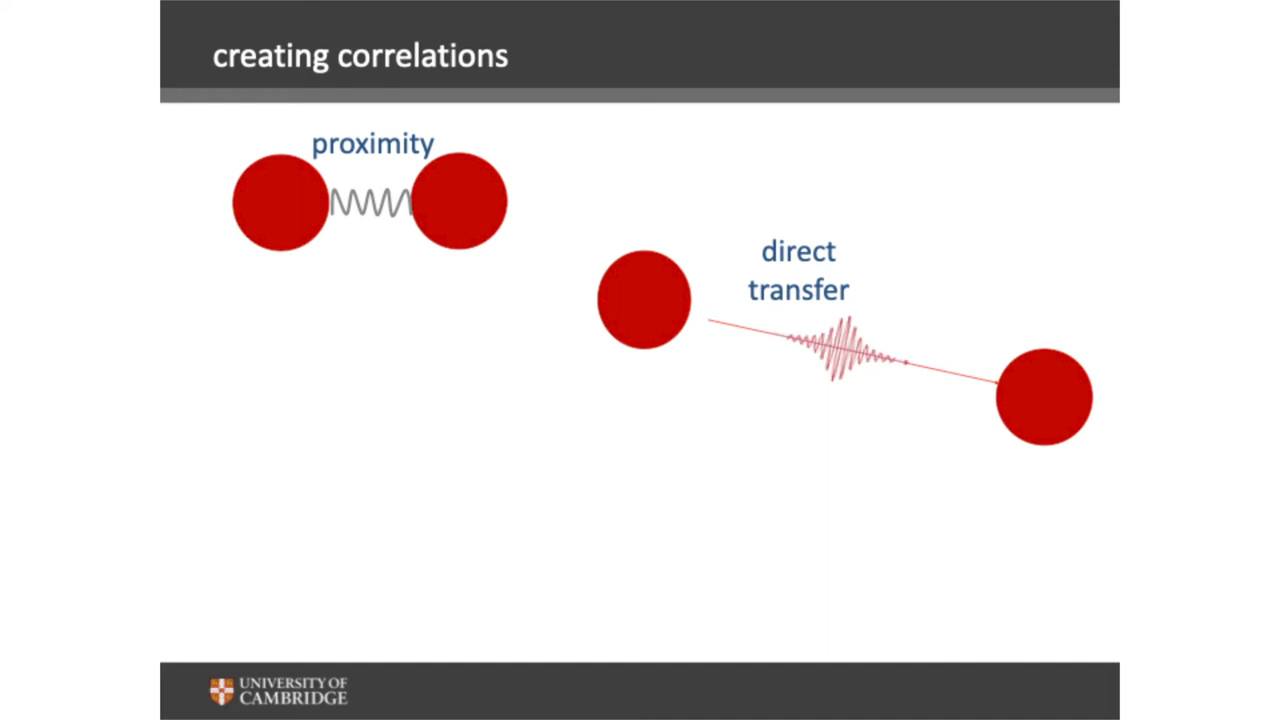 creating correlations
proximity
direct
transfer
UNIVERSITY OF
CAMBRIDGE